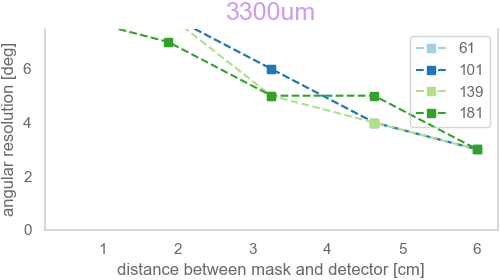 3300um
angular resolution [deg]
6
4
2
0
61
101
139
181
1 2 3 4 5 6
distance between mask and detector [cm]